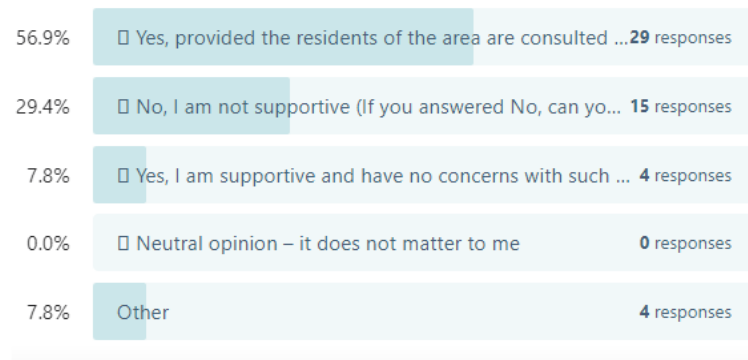 56.9% ▯ Yes, provided the residents of the area are consulted ...29 responses
29.4% ▯ No, I am not supportive (If you answered No, can yo... 15 responses
7.8% ▯ Yes, I am supportive and have no concerns with such ... 4 responses
0.0% ▯ Neutral opinion – it does not matter to me 0 responses
7.8% Other 4 responses